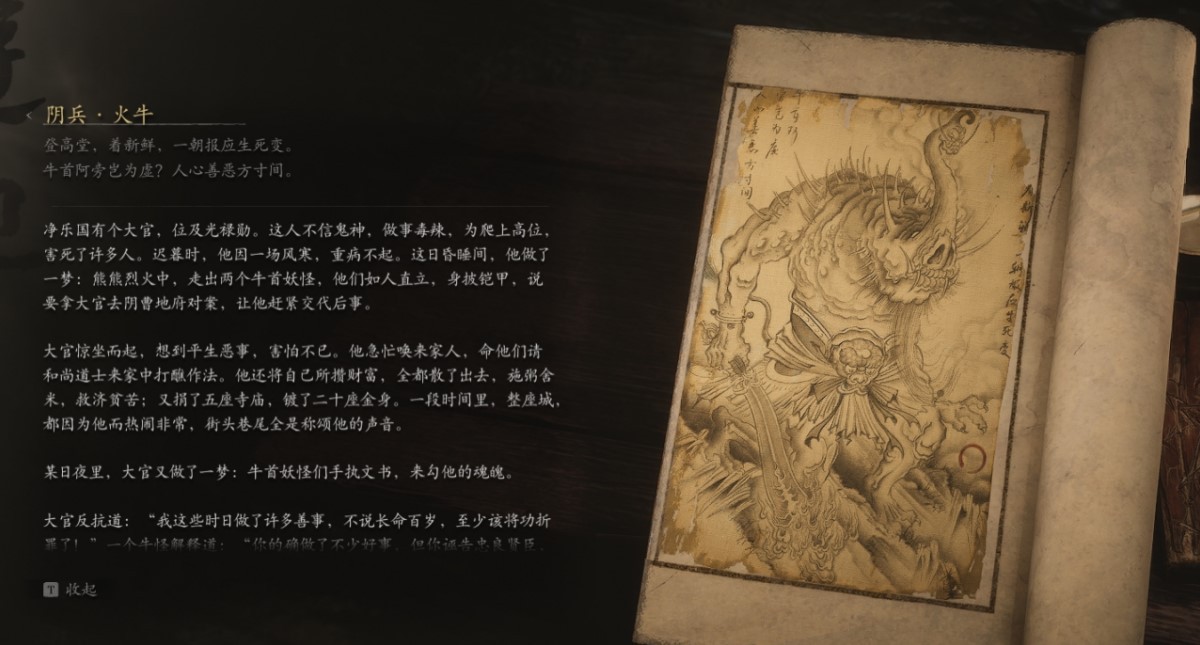 阴兵·火牛
登高堂，着新鲜，一朝报应生死变。
牛首阿旁岂为虚？人心善恶方寸间。
净乐国有个大官，位及光禄勋。这人不信鬼神，做事毒辣，为爬上高位，
害死了许多人。迟暮时，他因一场风寒，重病不起。这日昏睡间，他做了
一梦：熊熊烈火中，走出两个牛首妖怪，他们如人直立，身披铠甲，说
要拿大官去阴曹地府对案，让他赶紧交代后事。
大官惊坐而起，想到平生恶事，害怕不已。他急忙唤来家人，命他们请
和尚道士来家中打醮作法。他还将自己所攒财富，全都散了出去，施粥舍
米，救济贫苦；又捐了五座寺庙，镀了二十座金身。一段时间里，整座城，
都因为他而热闹非常，街头巷尾全是称颂他的声音。
某日夜里，大官又做了一梦：牛首妖怪们手执文书，来勾他的魂魄。
大官反抗道：“我这些时日做了许多善事，不说长命百岁，至少该将功折
罪了！”一个牛怪解释道：“你的确做了不少好事，但你诬告忠良贤臣，
T 收起